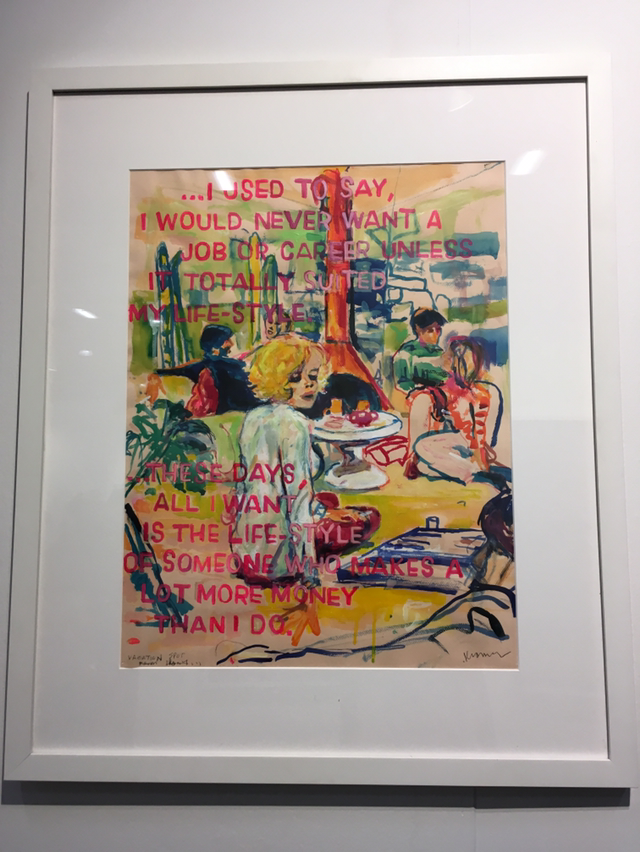 ...I USED TO SAY,
I WOULD NEVER WANT A
JOB OR CAREER UNLESS
IT TOTALLY SUITED
MY LIFE-STYLE.
...THESE DAYS,
ALL I WANT
IS THE LIFE-STYLE
OF SOMEONE WHO MAKES A
LOT MORE MONEY
THAN I DO.
VACATION